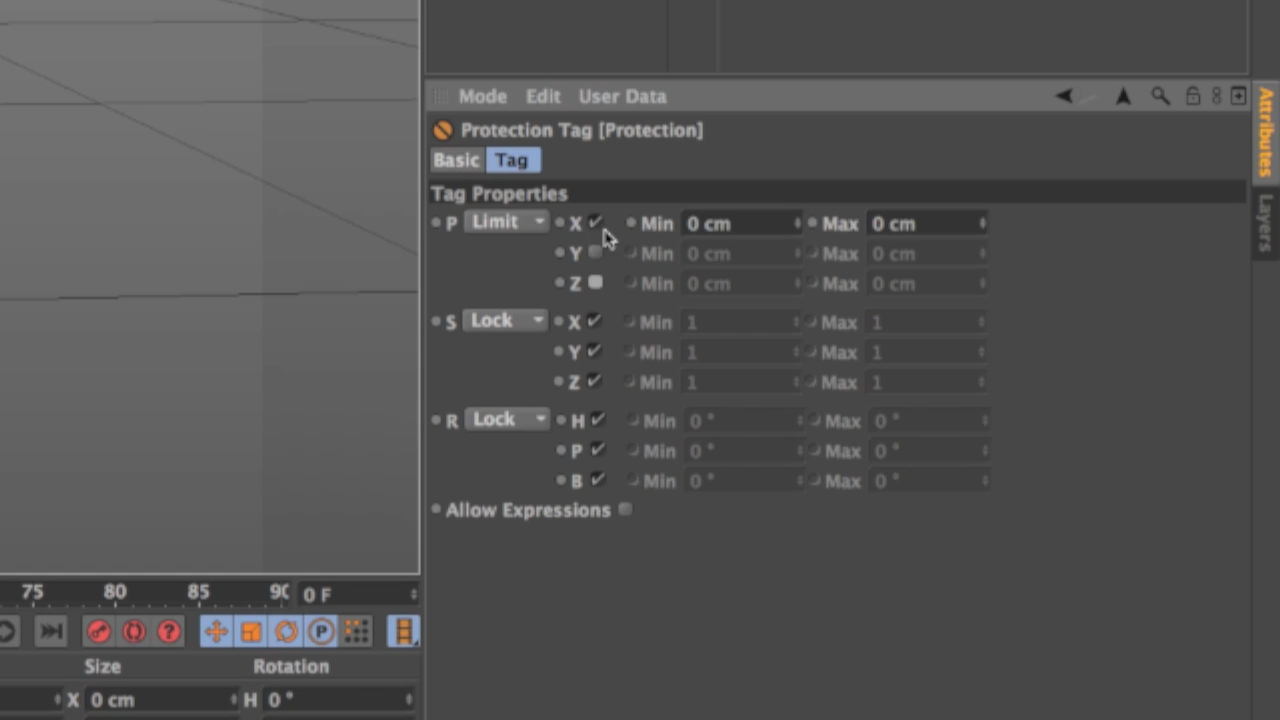 Mode Edit User Data
Attributes
Layers
Protection Tag [Protection]
Basic Tag
Tag Properties
P Limit X Min 0 cm Max 0 cm
Y Min 0 cm Max 0 cm
Z Min 0 cm Max 0 cm
S Lock X Min 1 Max 1
Y Min 1 Max 1
Z Min 1 Max 1
R Lock H Min 0 ° Max 0 °
P Min 0 ° Max 0 °
B Min 0 ° Max 0 °
Allow Expressions
75 80 85 90 0 F
? P
Size Rotation
X 0 cm H 0 °